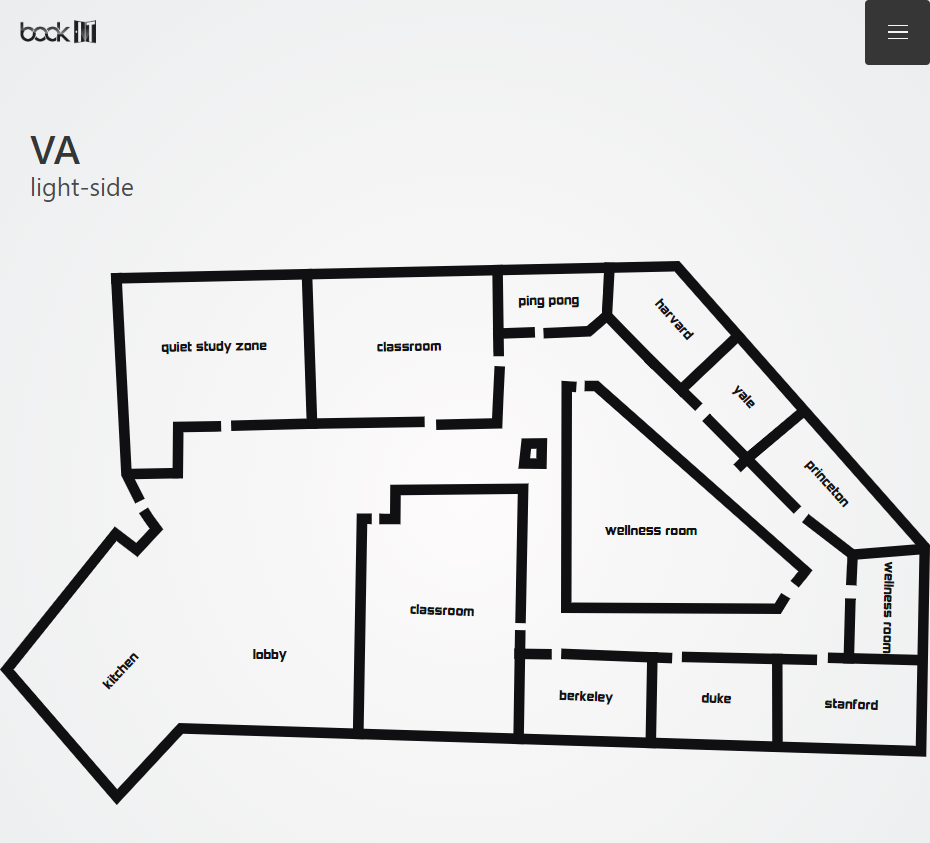 book IT
VA
light-side
ping pong
harvard
quiet study zone
classroom
yale
princeton
wellness room
wellness room
classroom
lobby
kitchen
berkeley
duke
stanford